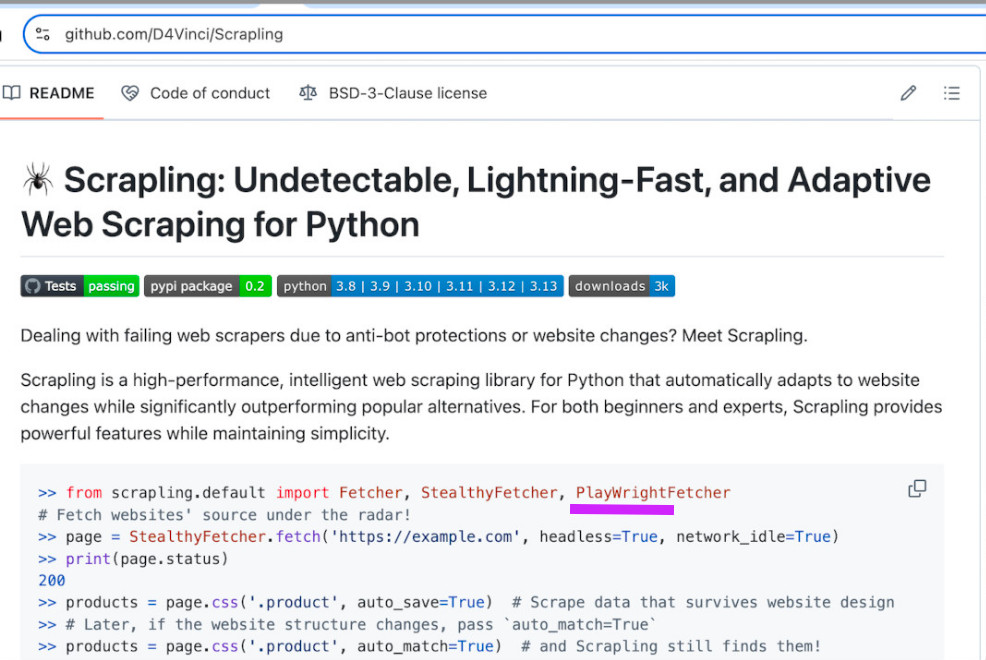 github.com/D4Vinci/Scrapling
README
Code of conduct
BSD-3-Clause license
Scrapling: Undetectable, Lightning-Fast, and Adaptive
Web Scraping for Python
Tests passing pypi package 0.2 python 3.8 | 3.9 | 3.10 | 3.11 | 3.12 | 3.13 downloads 3k
Dealing with failing web scrapers due to anti-bot protections or website changes? Meet Scrapling.
Scrapling is a high-performance, intelligent web scraping library for Python that automatically adapts to website
changes while significantly outperforming popular alternatives. For both beginners and experts, Scrapling provides
powerful features while maintaining simplicity.
>> from scrapling.default import Fetcher, StealthyFetcher, PlayWrightFetcher
# Fetch websites' source under the radar!
>> page = StealthyFetcher.fetch('https://example.com', headless=True, network_idle=True)
>> print(page.status)
200
>> products = page.css('.product', auto_save=True)  # Scrape data that survives website design
>> # Later, if the website structure changes, pass `auto_match=True`
>> products = page.css('.product', auto_match=True)  # and Scrapling still finds them!